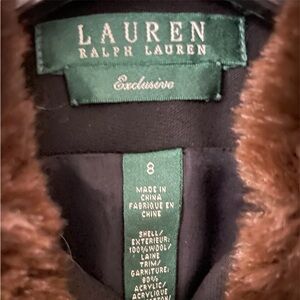 LAUREN
RALPH LAUREN
Exclusive
8
MADE IN
CHINA
FABRIQUE EN
CHINE
SHELL/
EXTERIEUR:
100%WOOL/
LAINE
TRIM/
GARNITURE:
80%
ACRYLIC/
ACRYLIQUE